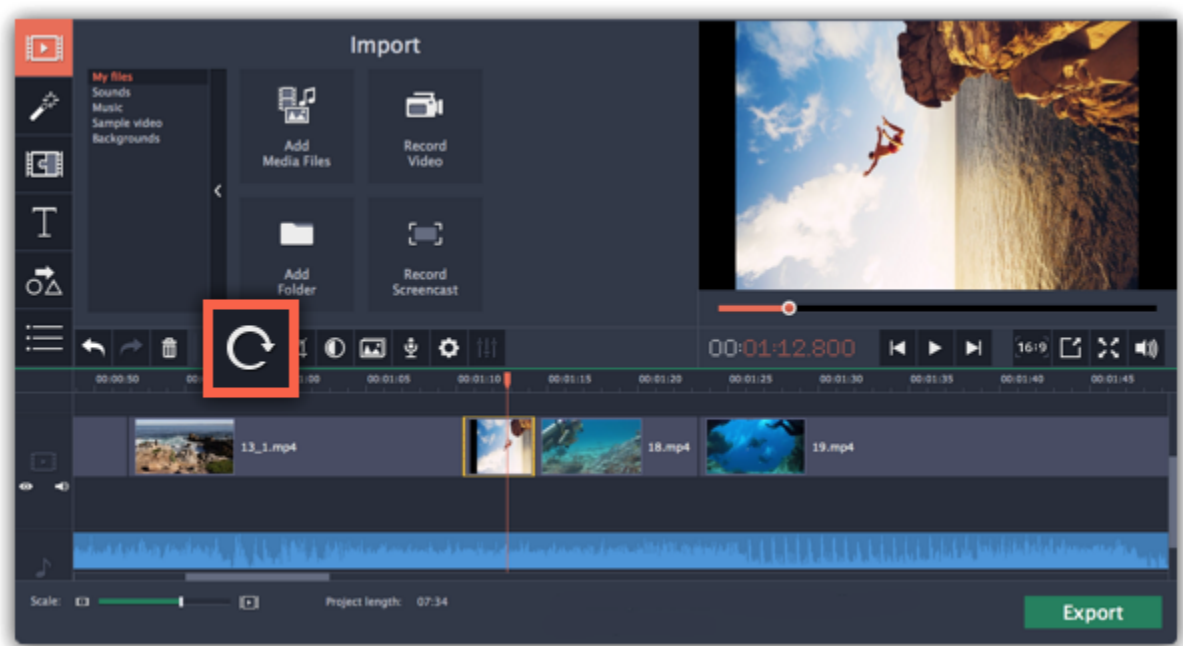 Import
My files
Sounds
Music
Sample video
Backgrounds
Add
Media Files
Record
Video
Add
Folder
Record
Screencast
T
00:01:12.800
16:9
00:00:50
00:01:05
00:01:10
00:01:15
00:01:20
00:01:25
00:01:30
00:01:35
00:01:40
00:01:45
13_1.mp4
18.mp4
19.mp4
Scale:
Project length: 07:34
Export